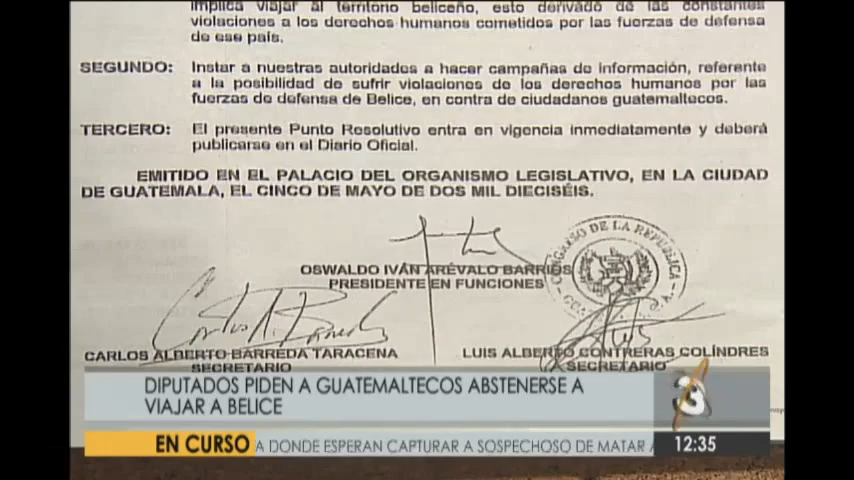 implica viajar al territorio beliceño, esto derivado de las constantes
violaciones a los derechos humanos cometidos por las fuerzas de defensa
de ese país.
SEGUNDO: Instar a nuestras autoridades a hacer campañas de información, referente
a la posibilidad de sufrir violaciones de los derechos humanos por las
fuerzas de defensa de Belice, en contra de ciudadanos guatemaltecos.
TERCERO: El presente Punto Resolutivo entra en vigencia inmediatamente y deberá
publicarse en el Diario Oficial.
EMITIDO EN EL PALACIO DEL ORGANISMO LEGISLATIVO, EN LA CIUDAD
DE GUATEMALA, EL CINCO DE MAYO DE DOS MIL DIECISÉIS.
CONGRESO DE LA REPUBLICA
OSWALDO IVÁN ARÉVALO BARRIOS
PRESIDENTE EN FUNCIONES
CARLOS ALBERTO BARREDA TARACENA
SECRETARIO
LUIS ALBERTO CONTRERAS COLÍNDRES
SECRETARIO
DIPUTADOS PIDEN A GUATEMALTECOS ABSTENERSE A
VIAJAR A BELICE
3
EN CURSO
A DONDE ESPERAN CAPTURAR A SOSPECHOSO DE MATAR
12:35